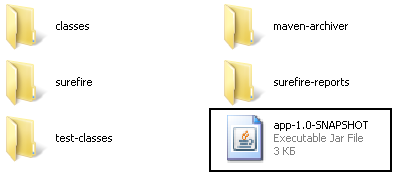 classes
maven-archiver
surefire
surefire-reports
test-classes
app-1.0-SNAPSHOT
Executable Jar File
3 КБ